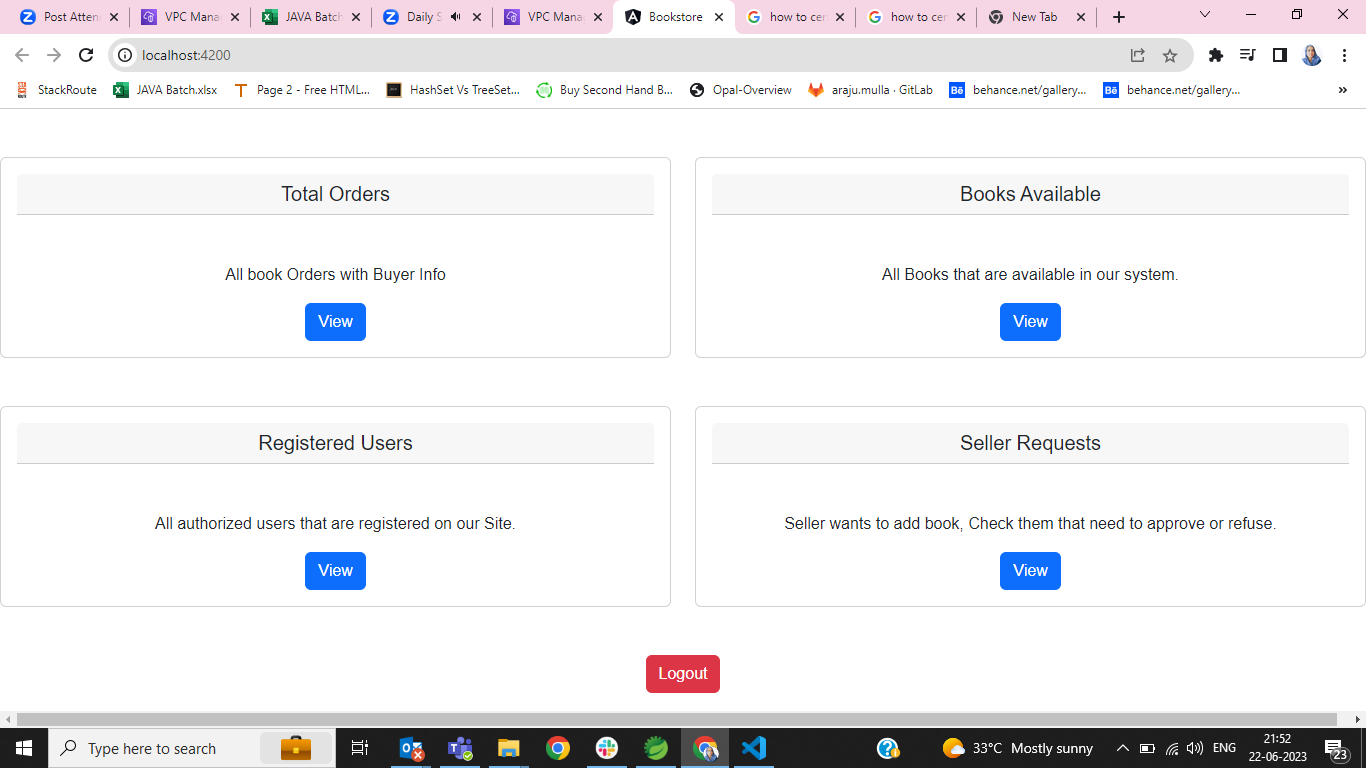 Post Atten
VPC Mana
JAVA Batch
Daily S
VPC Mana
Bookstore
how to cen
how to cen
New Tab
localhost:4200
StackRoute
JAVA Batch.xlsx
Page 2 - Free HTML...
HashSet Vs TreeSet...
Buy Second Hand B...
Opal-Overview
araju.mulla · GitLab
behance.net/gallery...
behance.net/gallery...
»
Total Orders
All book Orders with Buyer Info
View
Books Available
All Books that are available in our system.
View
Registered Users
All authorized users that are registered on our Site.
View
Seller Requests
Seller wants to add book, Check them that need to approve or refuse.
View
Logout
Type here to search
33°C Mostly sunny
ENG
21:52
22-06-2023
23